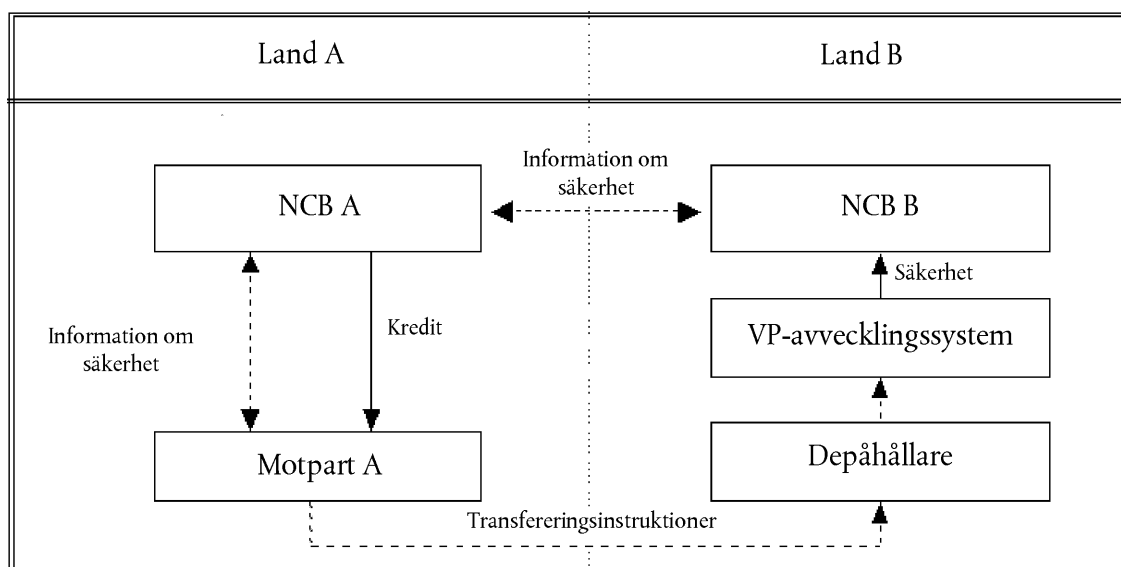 Land A
Land B
Information om
säkerhet
NCB A
NCB B
Säkerhet
Information om
säkerhet
Kredit
VP-avvecklingssystem
Motpart A
Depåhållare
Transfereringsinstruktioner